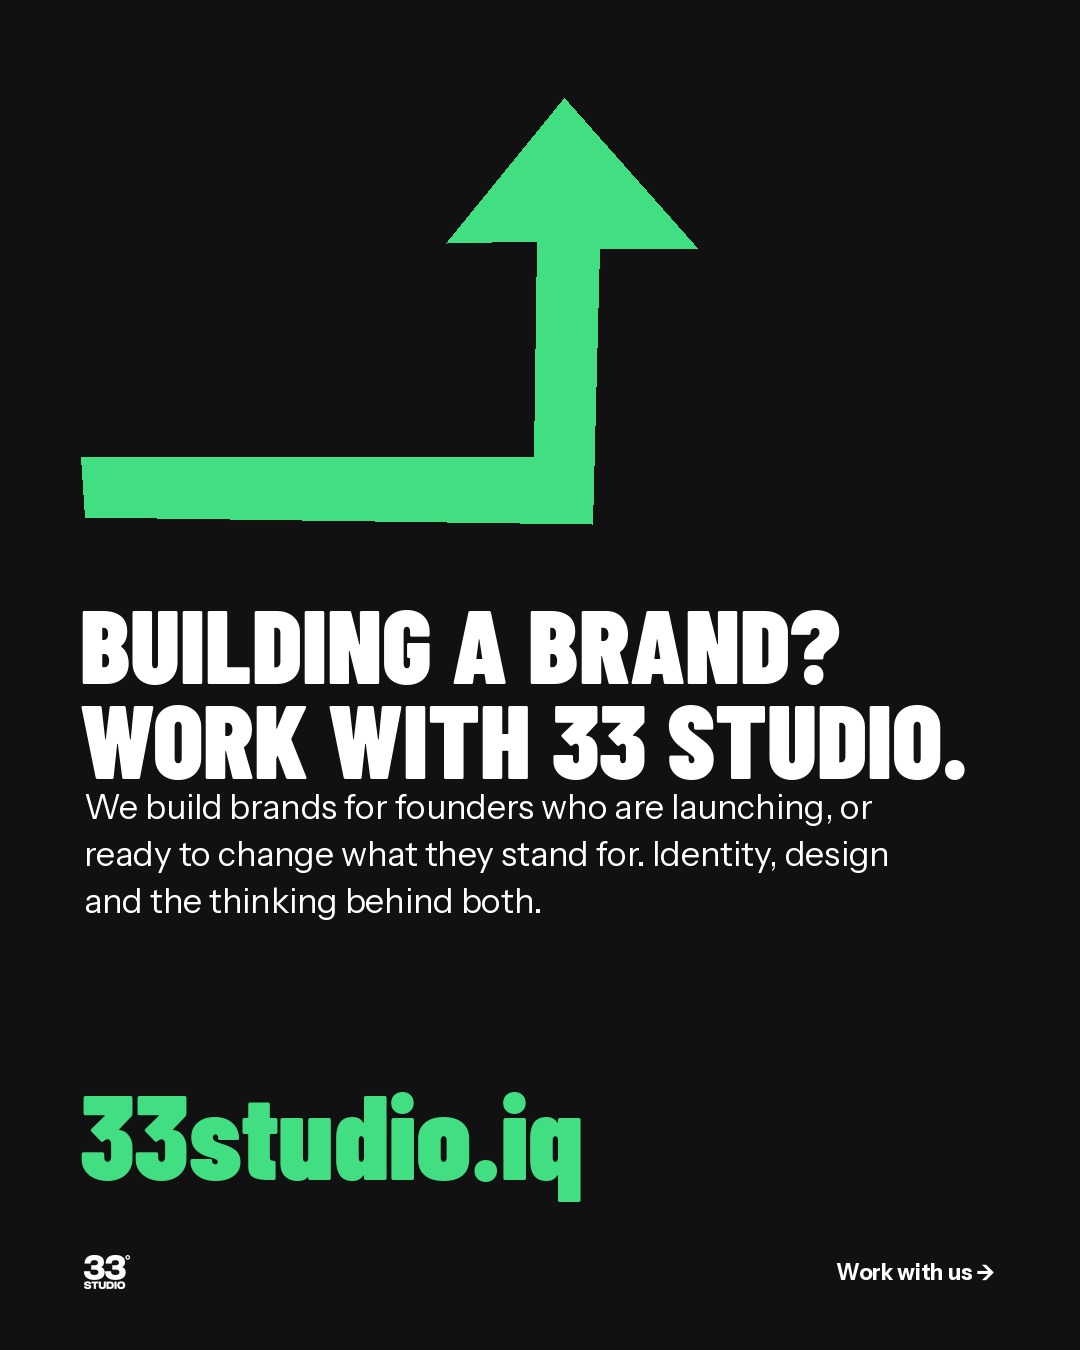 BUILDING A BRAND?
WORK WITH 33 STUDIO.
We build brands for founders who are launching, or
ready to change what they stand for. Identity, design
and the thinking behind both.
33studio.iq
33°
STUDIO
Work with us →